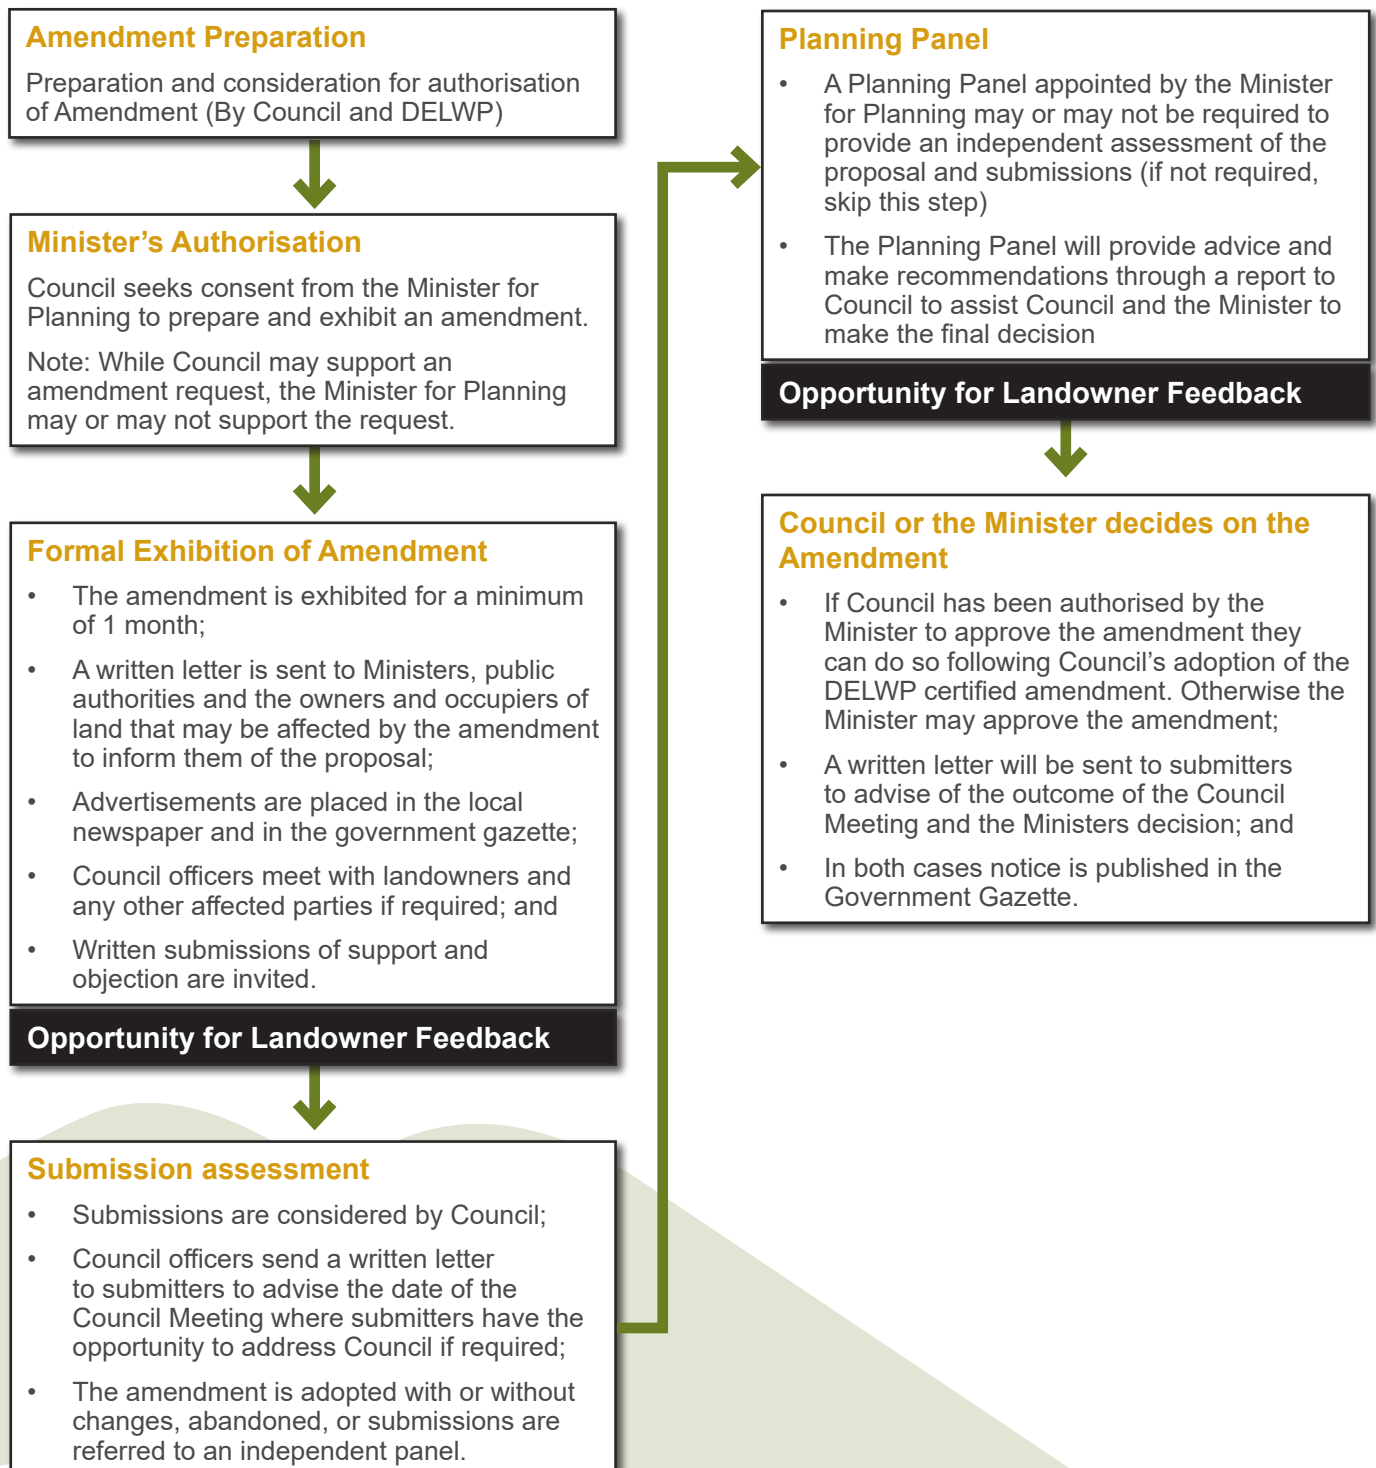 Amendment Preparation
Preparation and consideration for authorisation
of Amendment (By Council and DELWP)
Minister’s Authorisation
Council seeks consent from the Minister for
Planning to prepare and exhibit an amendment.
Note: While Council may support an
amendment request, the Minister for Planning
may or may not support the request.
Formal Exhibition of Amendment
• The amendment is exhibited for a minimum
of 1 month;
• A written letter is sent to Ministers, public
authorities and the owners and occupiers of
land that may be affected by the amendment
to inform them of the proposal;
• Advertisements are placed in the local
newspaper and in the government gazette;
• Council officers meet with landowners and
any other affected parties if required; and
• Written submissions of support and
objection are invited.
Opportunity for Landowner Feedback
Submission assessment
• Submissions are considered by Council;
• Council officers send a written letter
to submitters to advise the date of the
Council Meeting where submitters have the
opportunity to address Council if required;
• The amendment is adopted with or without
changes, abandoned, or submissions are
referred to an independent panel.
Planning Panel
• A Planning Panel appointed by the Minister
for Planning may or may not be required to
provide an independent assessment of the
proposal and submissions (if not required,
skip this step)
• The Planning Panel will provide advice and
make recommendations through a report to
Council to assist Council and the Minister to
make the final decision
Opportunity for Landowner Feedback
Council or the Minister decides on the
Amendment
• If Council has been authorised by the
Minister to approve the amendment they
can do so following Council’s adoption of the
DELWP certified amendment. Otherwise the
Minister may approve the amendment;
• A written letter will be sent to submitters
to advise of the outcome of the Council
Meeting and the Ministers decision; and
• In both cases notice is published in the
Government Gazette.